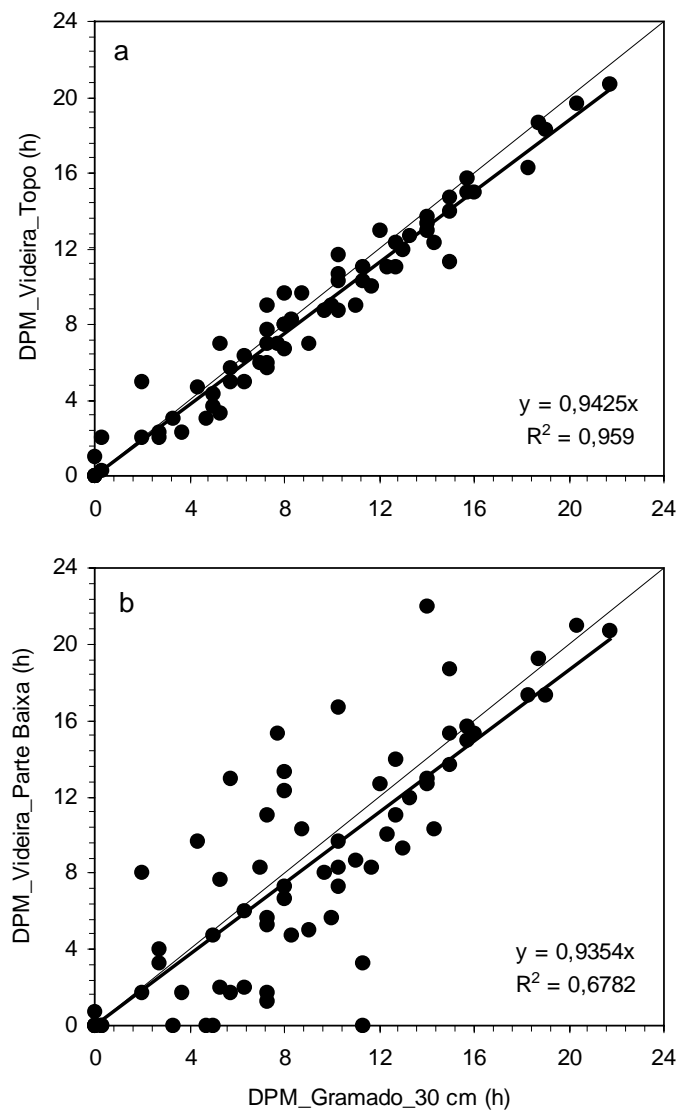 a
DPM_Videira_Topo (h)
24
20
16
12
8
4
0
y = 0,9425x
R² = 0,959
0 4 8 12 16 20 24
b
DPM_Videira_Parte Baixa (h)
24
20
16
12
8
4
0
y = 0,9354x
R² = 0,6782
0 4 8 12 16 20 24
DPM_Gramado_30 cm (h)